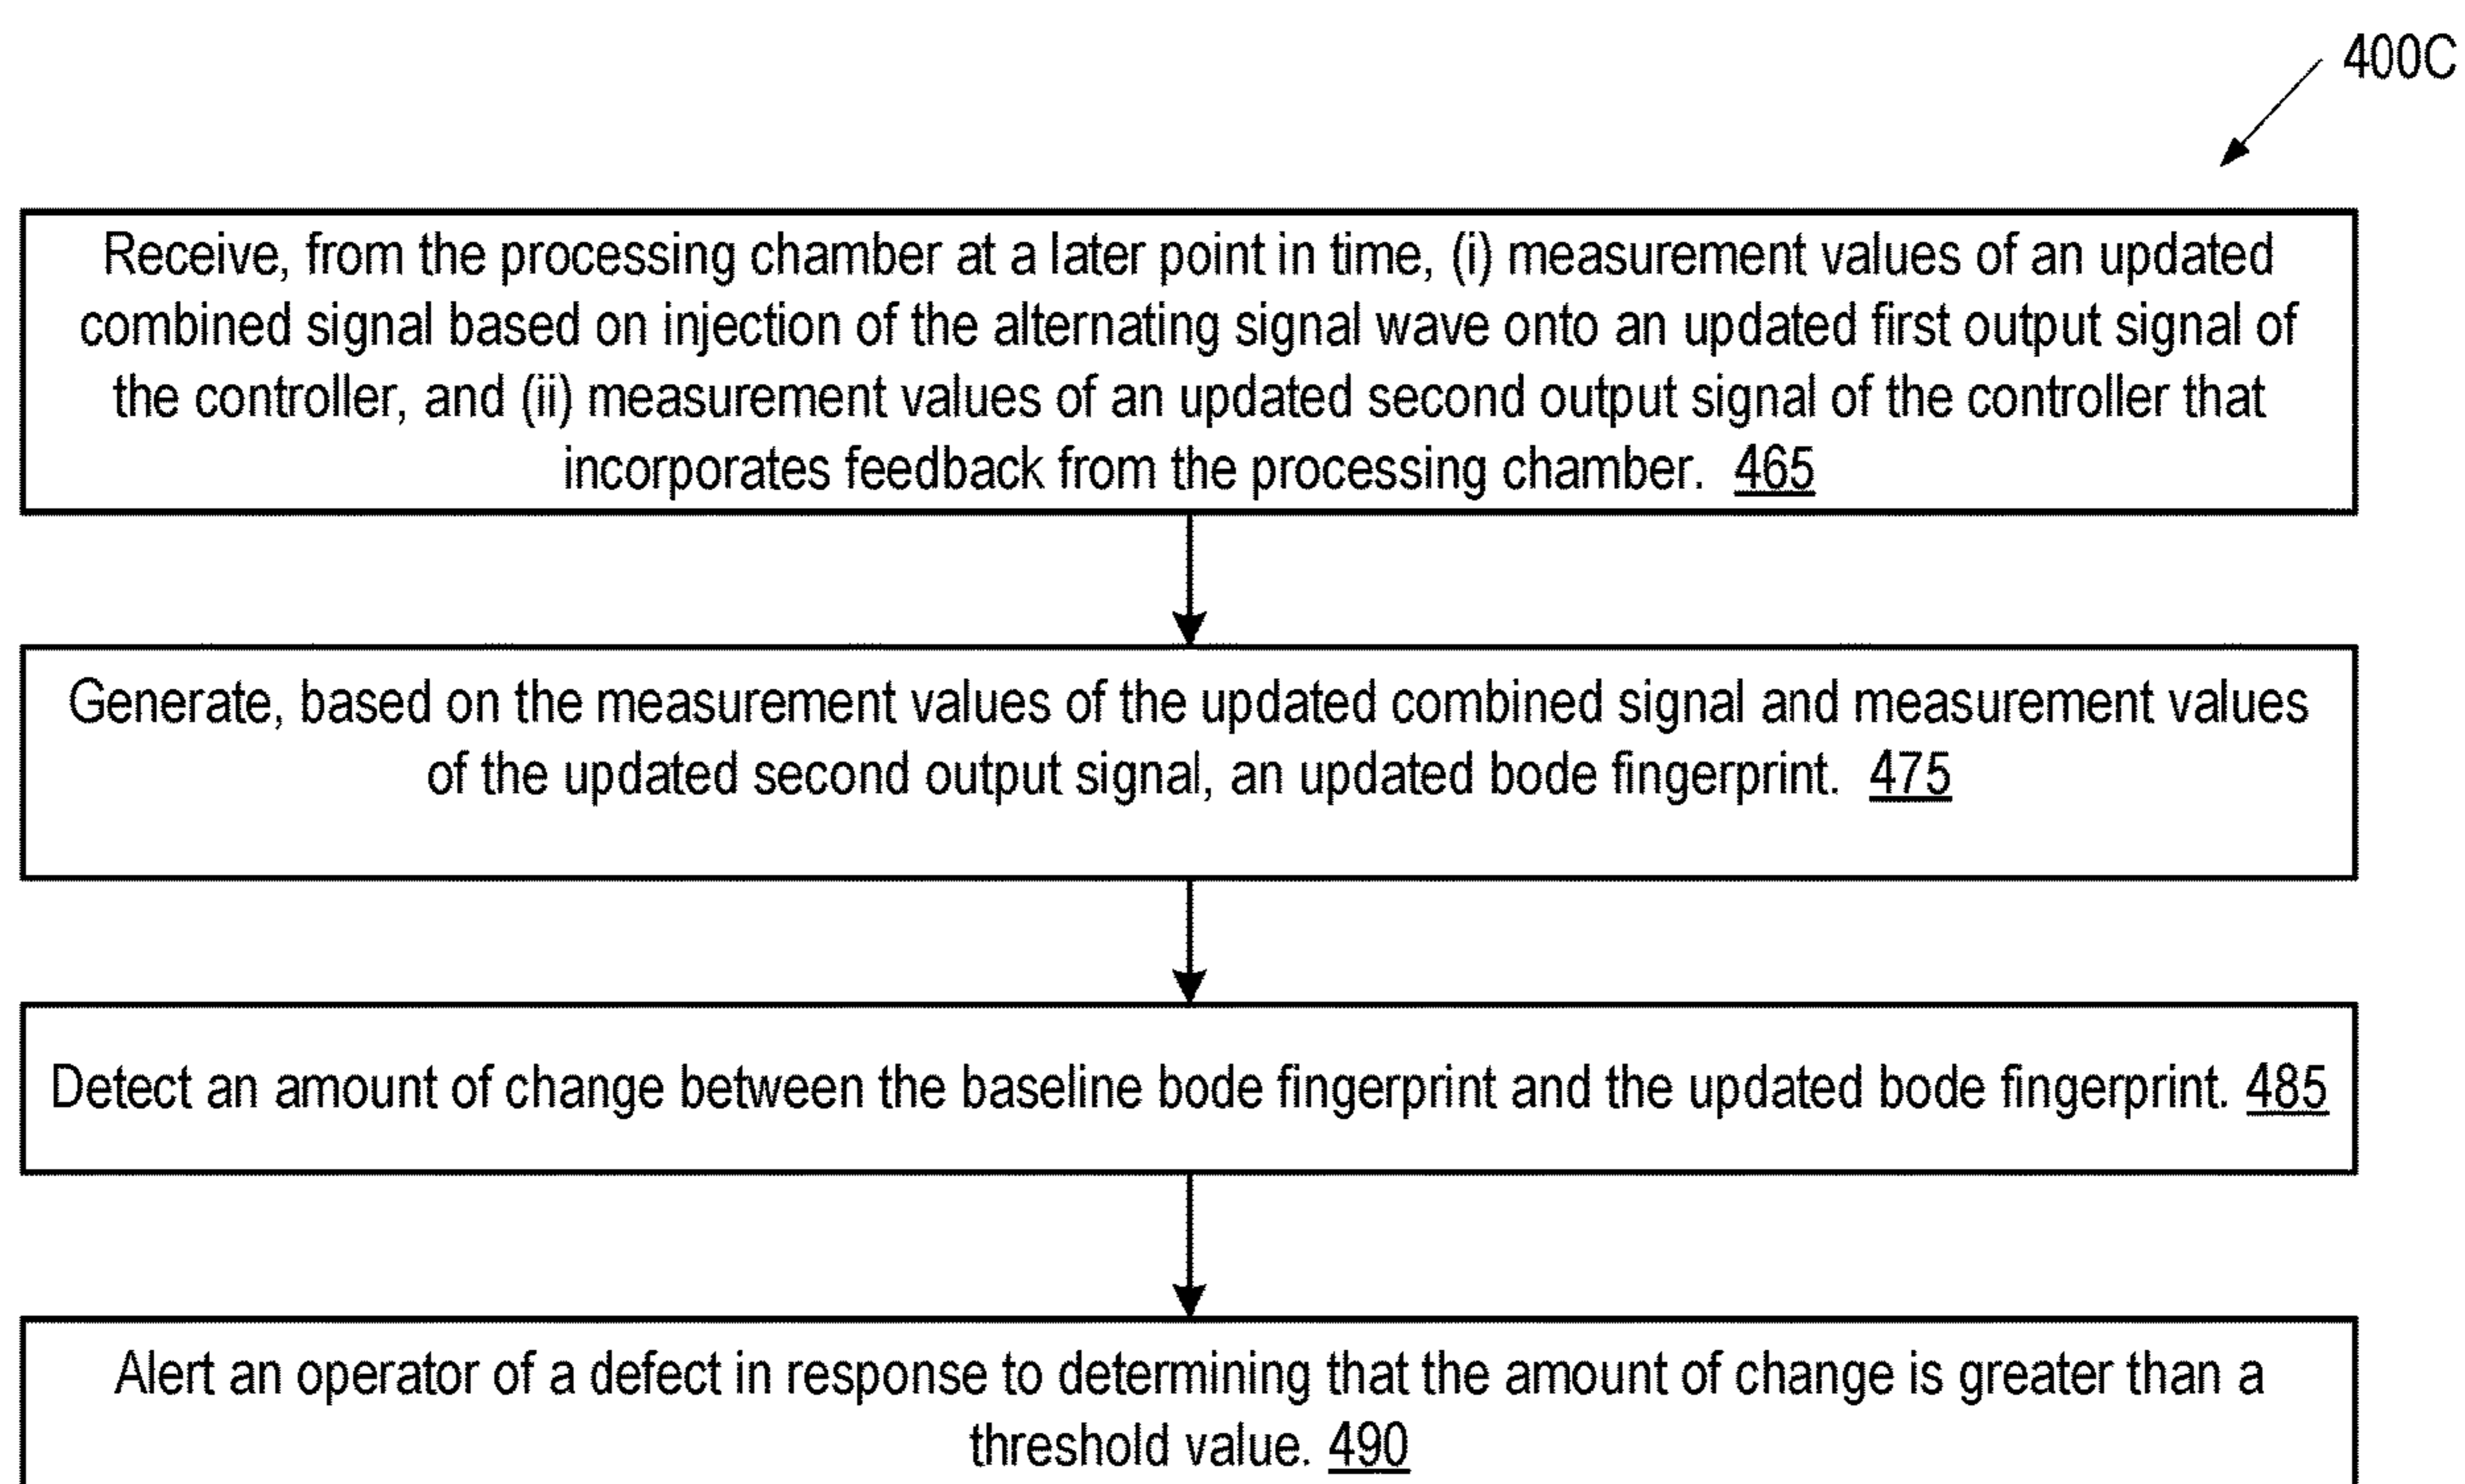 400C
Receive, from the processing chamber at a later point in time, (i) measurement values of an updated
combined signal based on injection of the alternating signal wave onto an updated first output signal of
the controller, and (ii) measurement values of an updated second output signal of the controller that
incorporates feedback from the processing chamber. 465
Generate, based on the measurement values of the updated combined signal and measurement values
of the updated second output signal, an updated bode fingerprint. 475
Detect an amount of change between the baseline bode fingerprint and the updated bode fingerprint. 485
Alert an operator of a defect in response to determining that the amount of change is greater than a
threshold value. 490